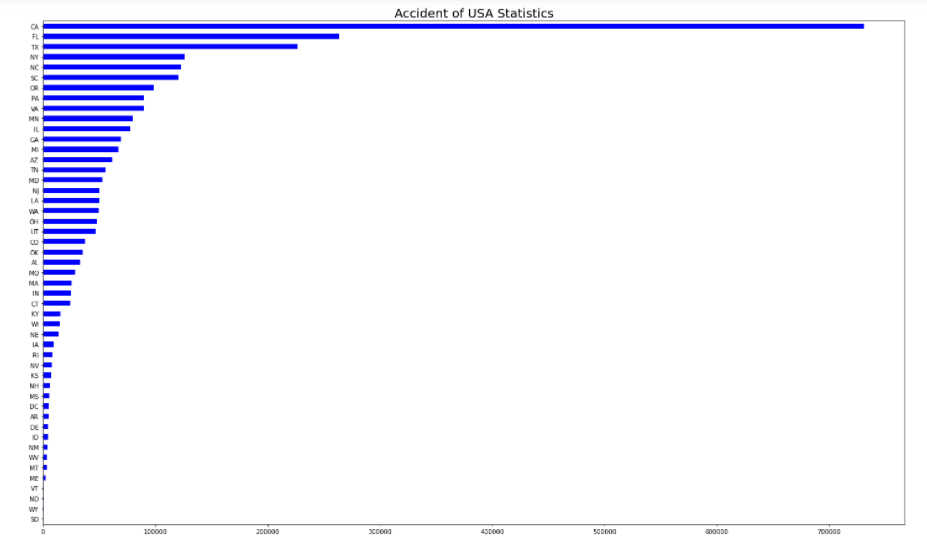 Accident of USA Statistics
CA
FL
TX
NY
NC
SC
OR
PA
VA
MN
IL
GA
MI
AZ
TN
MD
NJ
LA
WA
OH
UT
CO
OK
AL
MO
MA
IN
CT
KY
WI
NE
IA
RI
NV
KS
NH
MS
DC
AR
DE
ID
NM
WV
MT
ME
VT
ND
WY
SD
0 100000 200000 300000 400000 500000 600000 700000